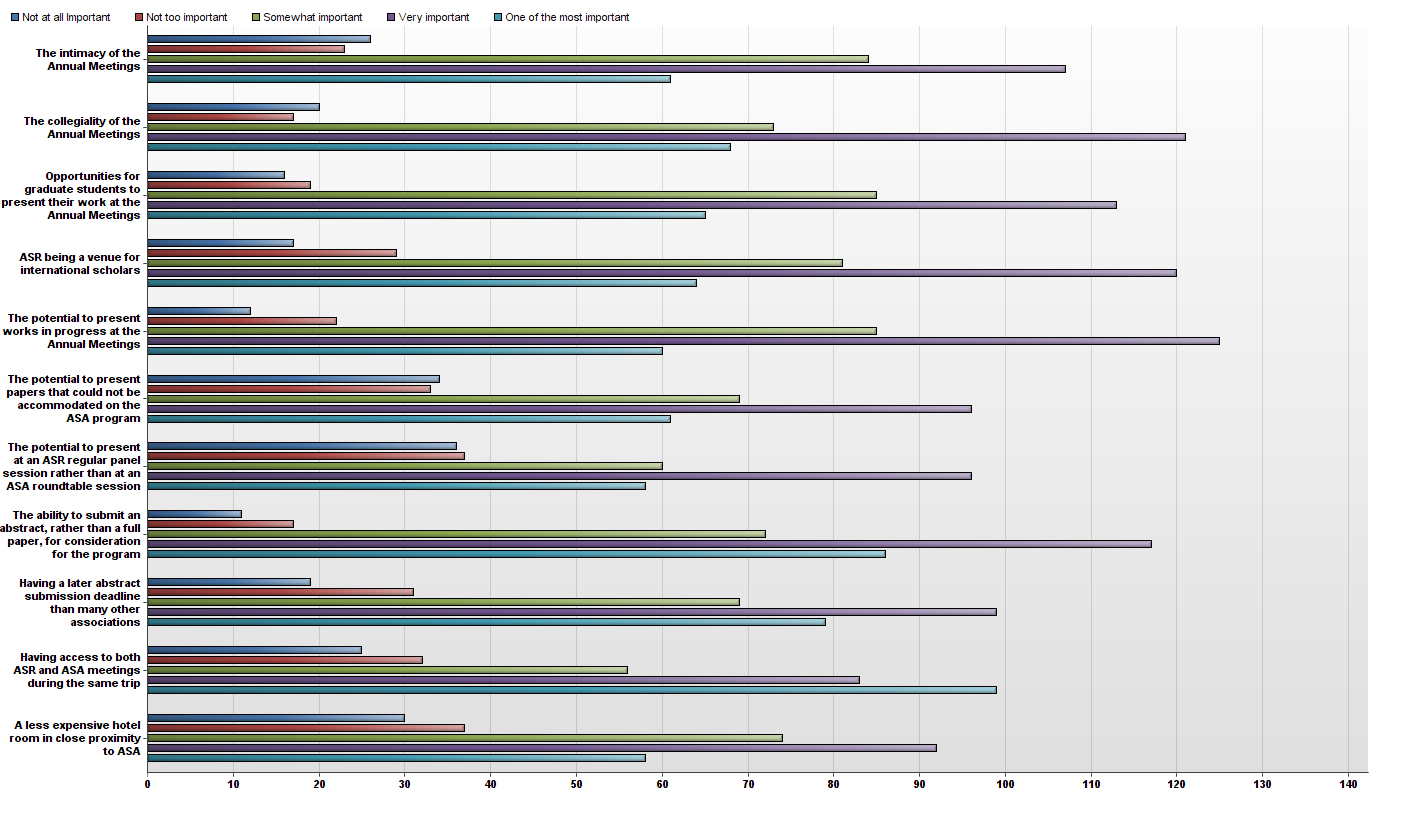 Not at all Important
Not too important
Somewhat important
Very important
One of the most important
The intimacy of the
Annual Meetings
The collegiality of the
Annual Meetings
Opportunities for
graduate students to
present their work at the
Annual Meetings
ASR being a venue for
international scholars
The potential to present
works in progress at the
Annual Meetings
The potential to present
papers that could not be
accommodated on the
ASA program
The potential to present
at an ASR regular panel
session rather than at an
ASA roundtable session
The ability to submit an
abstract, rather than a full
paper, for consideration
for the program
Having a later abstract
submission deadline
than many other
associations
Having access to both
ASR and ASA meetings
during the same trip
A less expensive hotel
room in close proximity
to ASA
0 10 20 30 40 50 60 70 80 90 100 110 120 130 140